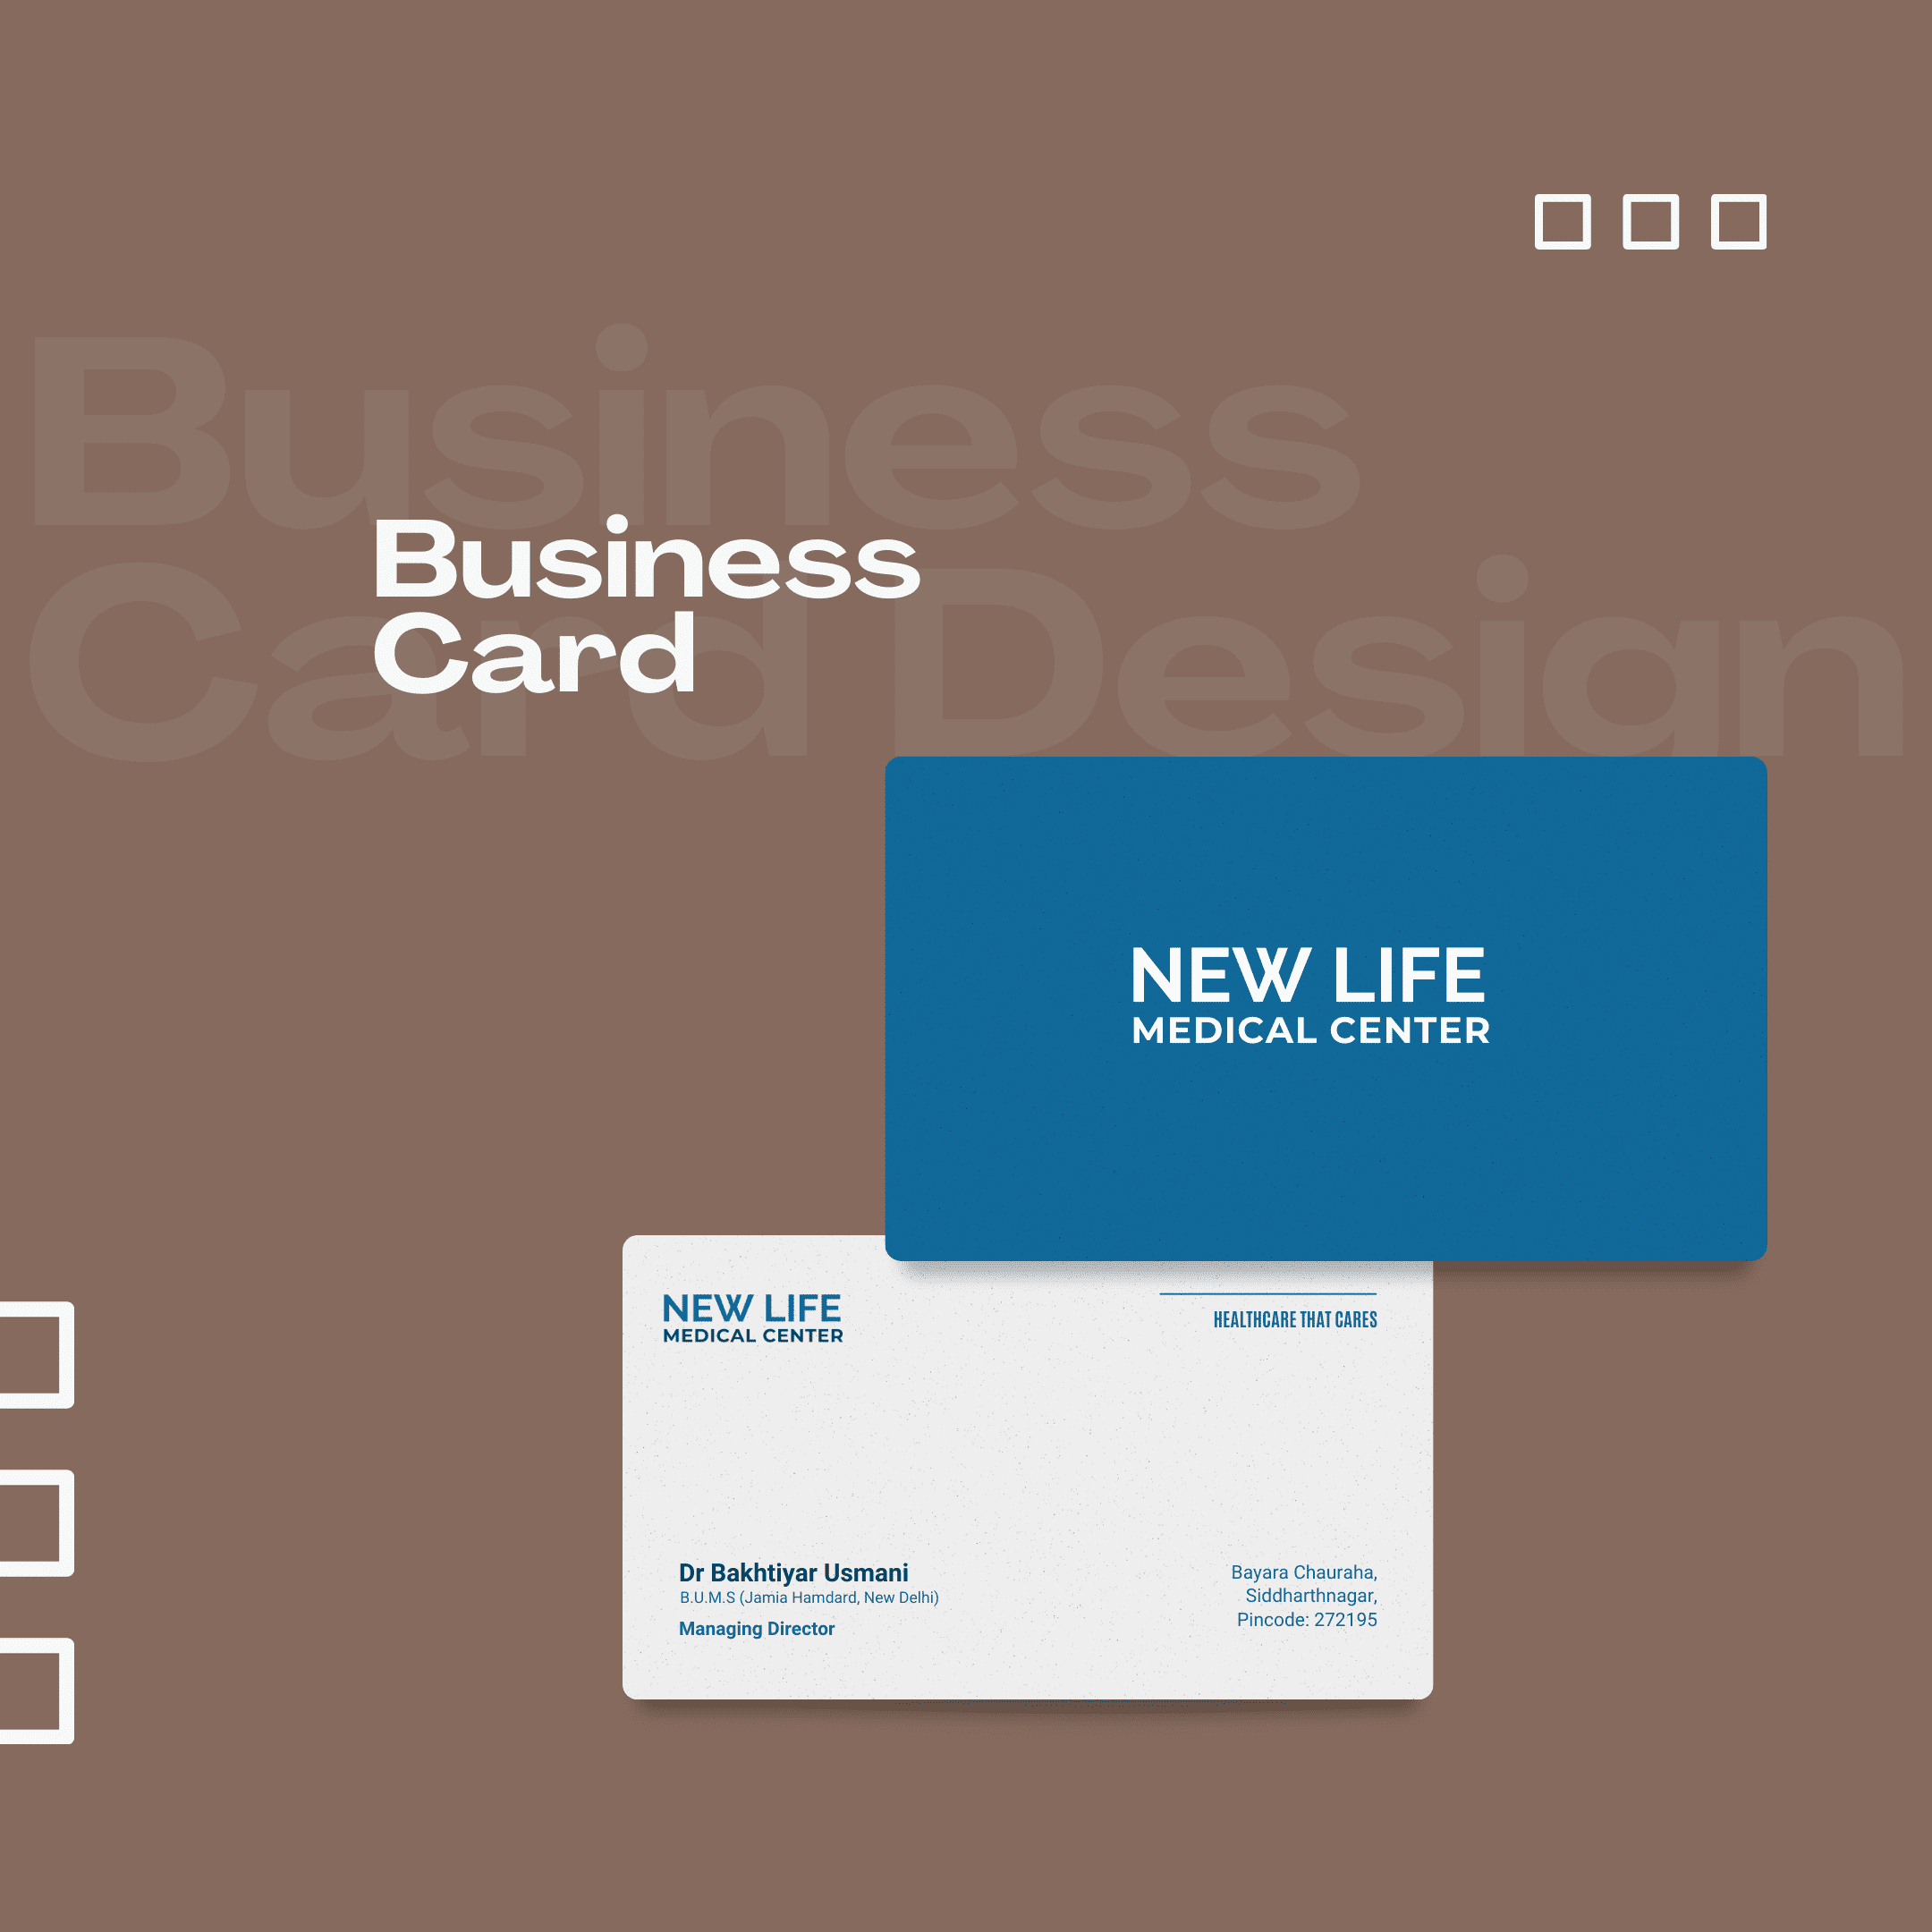 Business
Card Design
Business
Card
NEW LIFE
MEDICAL CENTER
NEW LIFE
MEDICAL CENTER
HEALTHCARE THAT CARES
Dr Bakhtiyar Usmani
B.U.M.S (Jamia Hamdard, New Delhi)
Managing Director
Bayara Chauraha,
Siddharthnagar,
Pincode: 272195